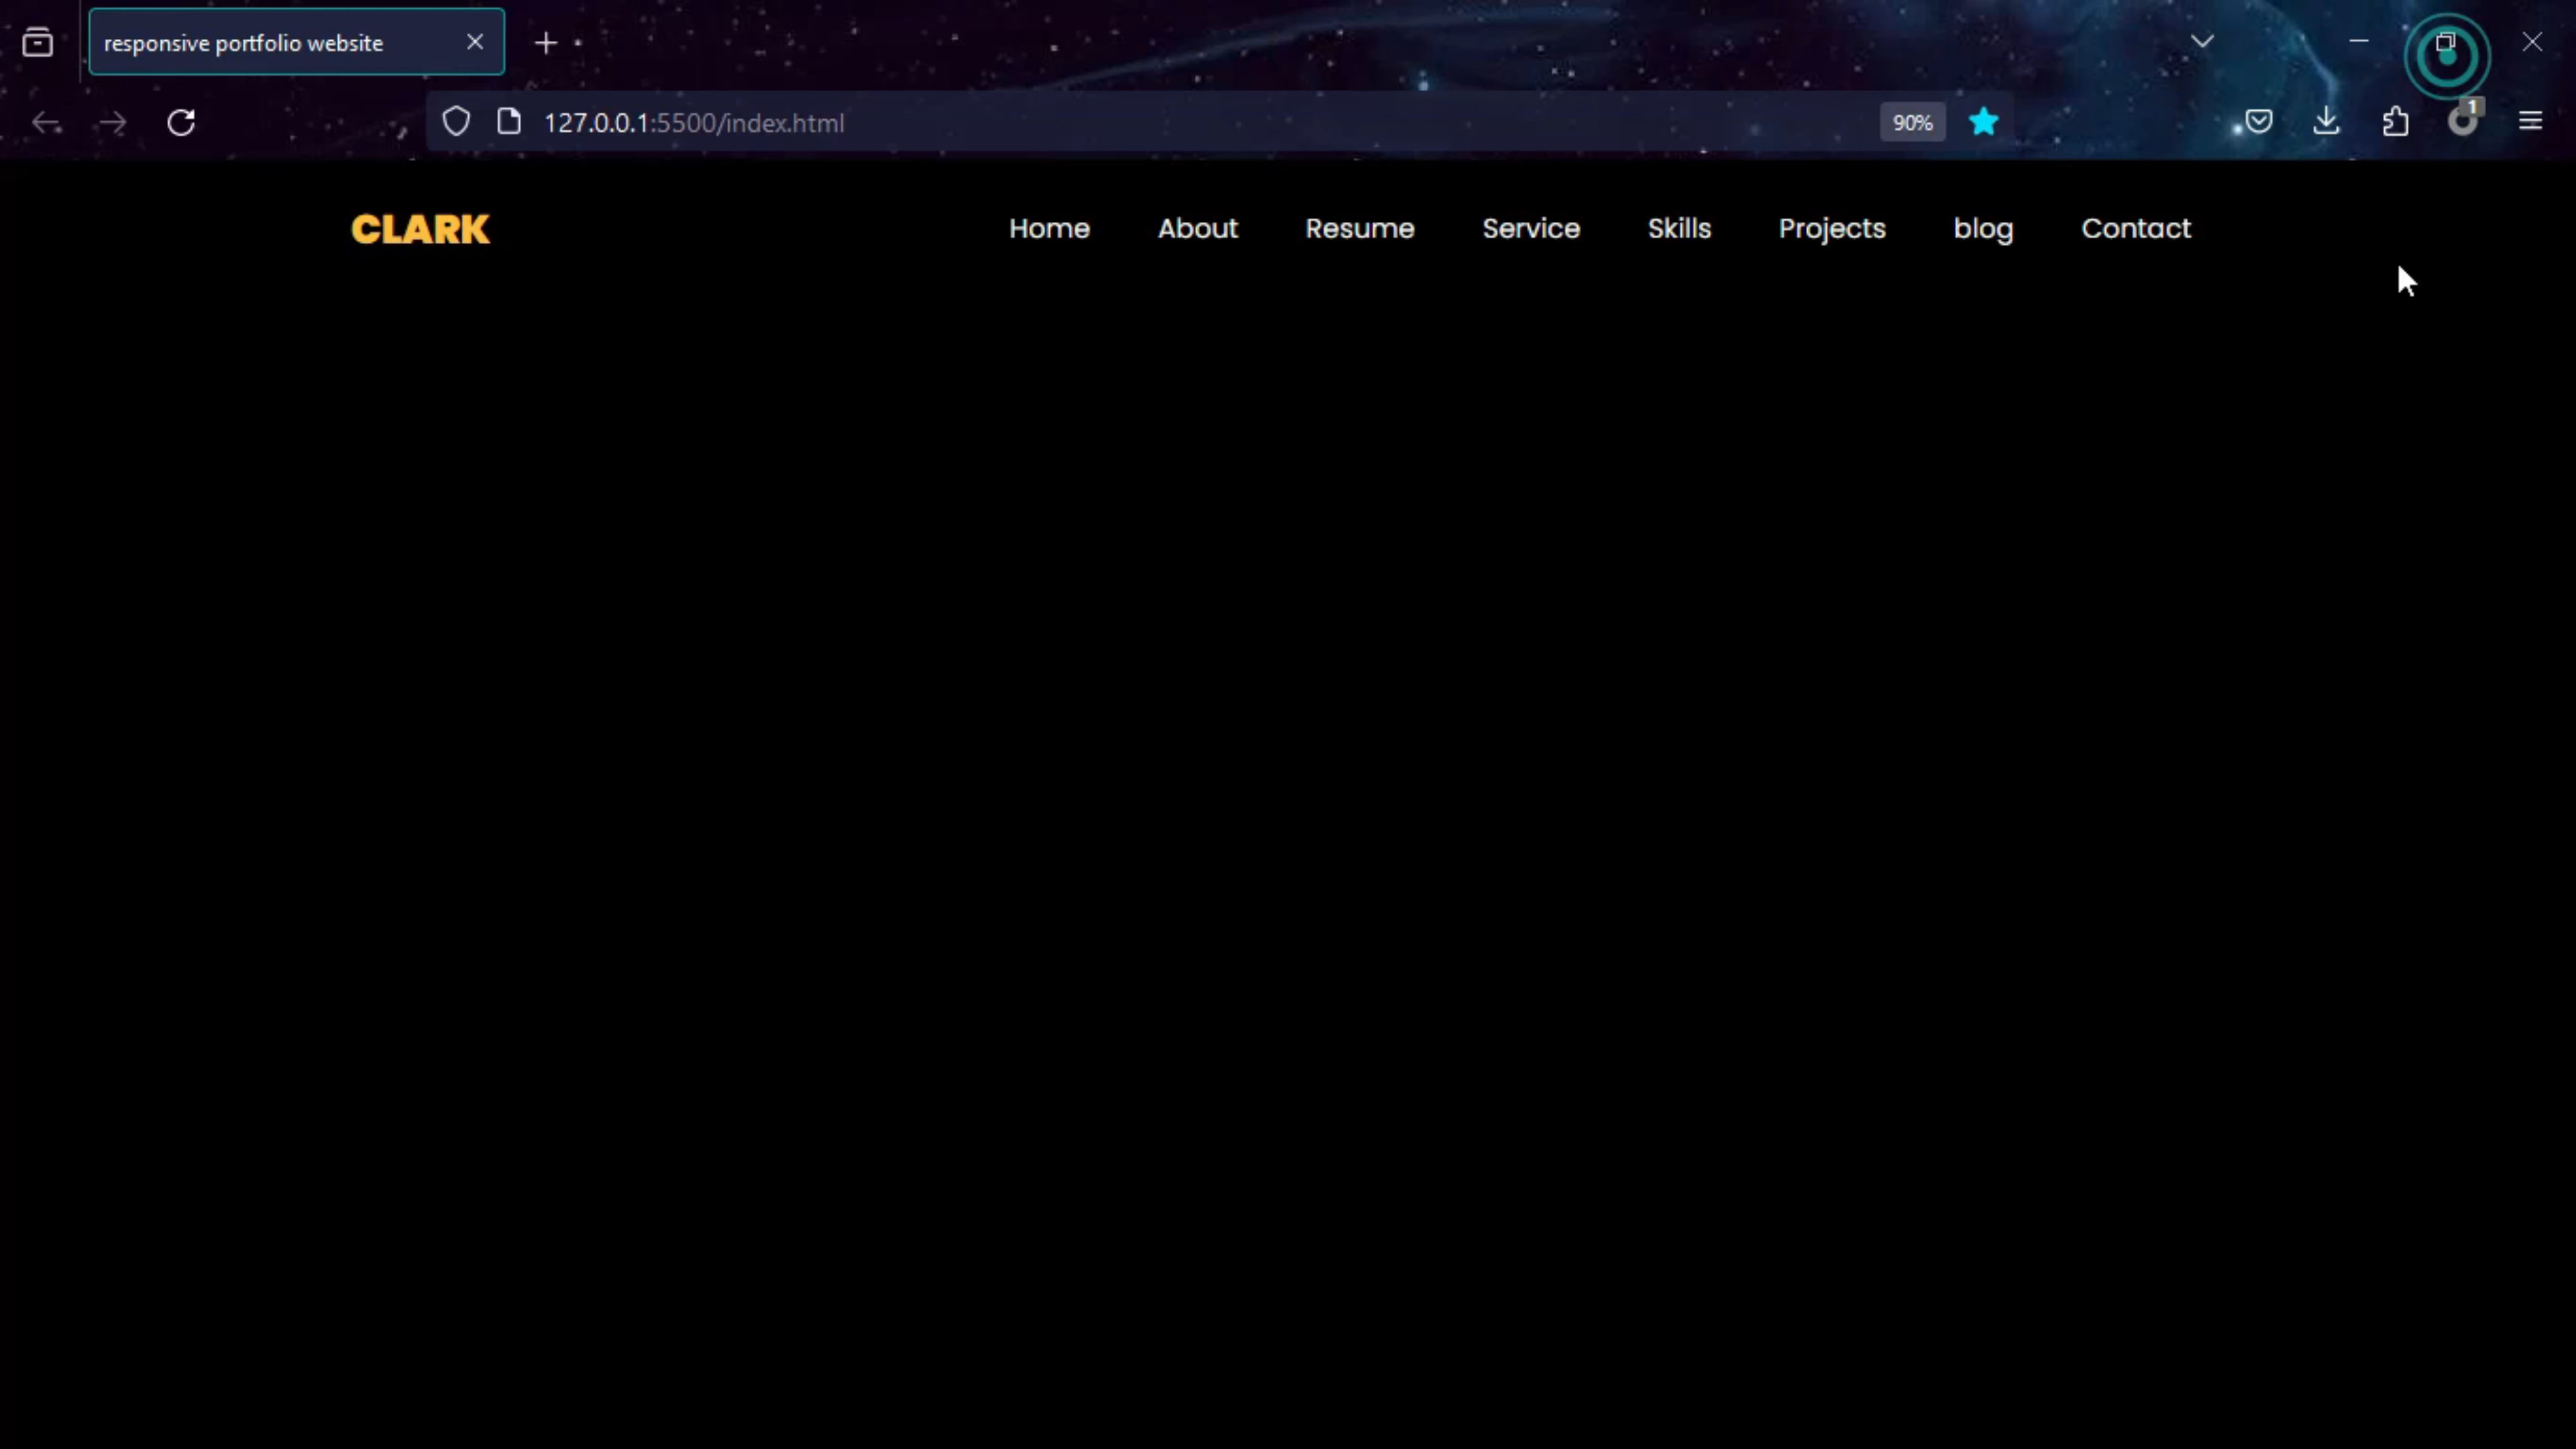 responsive portfolio website
127.0.0.1:5500/index.html
90%
1
CLARK
Home About Resume Service Skills Projects blog Contact